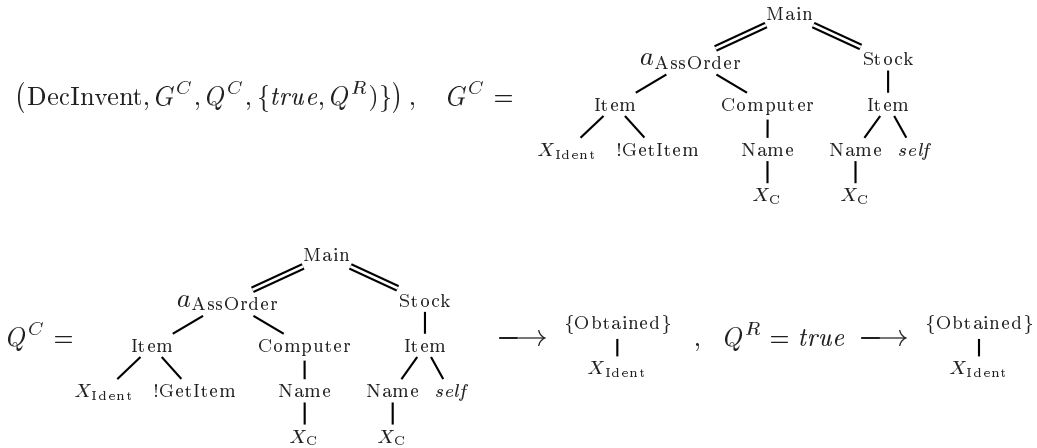 Main
a_AssOrder Stock
(DecInvent, G^C, Q^C, {true, Q^R)}), G^C =
Item Computer Item
X_Ident !GetItem Name Name self
X_C X_C
Main
a_AssOrder Stock
{Obtained} {Obtained}
Q^C = Item Computer Item ⟶ , Q^R = true ⟶
X_Ident X_Ident
X_Ident !GetItem Name Name self
X_C X_C